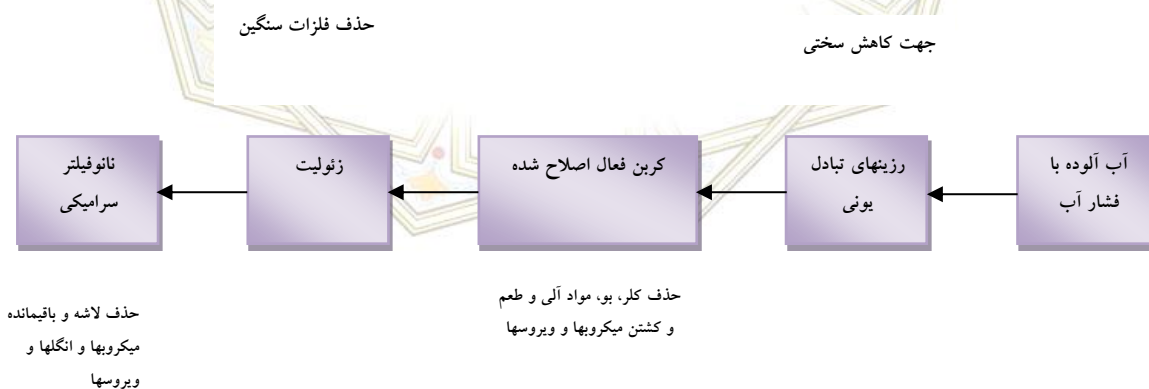 حذف فلزات سنگین
جهت کاهش سختی
آب آلوده با
فشار آب
رزینهای تبادل
یونی
کربن فعال اصلاح شده
زئولیت
نانوفیلتر
سرامیکی
حذف کلر، بو، مواد آلی و طعم
و کشتن میکروبها و ویروسها
حذف لاشه و باقیمانده
میکروبها و انگلها و
ویروسها